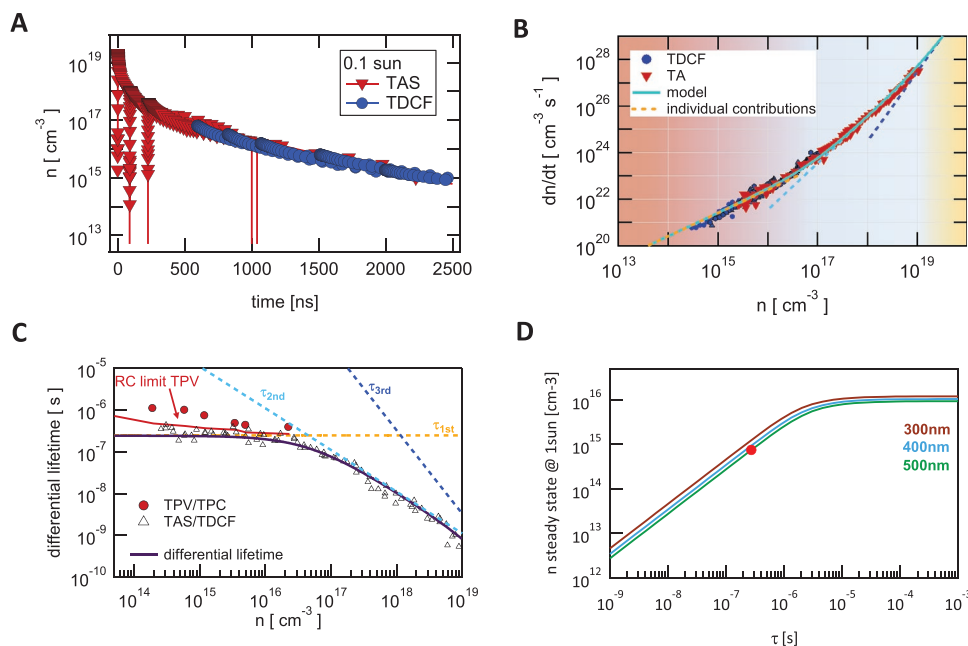 A
n [ cm⁻³ ]
10¹⁹
10¹⁷
10¹⁵
10¹³
0.1 sun
TAS
TDCF
0 500 1000 1500 2000 2500
time [ns]
B
dn/dt [ cm⁻³ s⁻¹ ]
10²⁸
10²⁶
10²⁴
10²²
10²⁰
TDCF
TA
model
individual contributions
10¹³ 10¹⁵ 10¹⁷ 10¹⁹
n [ cm⁻³ ]
C
differential lifetime [ s ]
10⁻⁵
10⁻⁶
10⁻⁷
10⁻⁸
10⁻⁹
10⁻¹⁰
RC limit TPV
τ2nd
τ3rd
τ1st
TPV/TPC
TAS/TDCF
differential lifetime
10¹⁴ 10¹⁵ 10¹⁶ 10¹⁷ 10¹⁸ 10¹⁹
n [ cm⁻³ ]
D
n steady state @ 1sun [cm-3]
10¹⁶
10¹⁵
10¹⁴
10¹³
10¹²
300nm
400nm
500nm
10⁻⁹ 10⁻⁸ 10⁻⁷ 10⁻⁶ 10⁻⁵ 10⁻⁴ 10⁻³
τ [s]